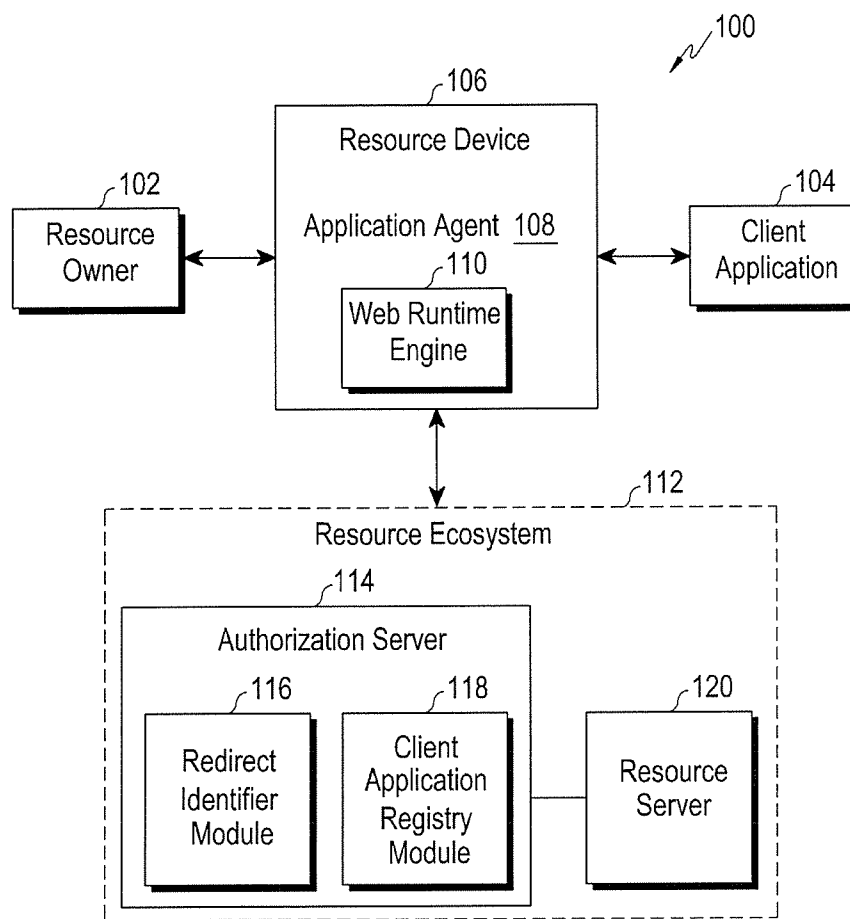 100
106
Resource Device
102
Resource
Owner
Application Agent 108
104
Client
Application
110
Web Runtime
Engine
112
Resource Ecosystem
114
Authorization Server
116
Redirect
Identifier
Module
118
Client
Application
Registry
Module
120
Resource
Server